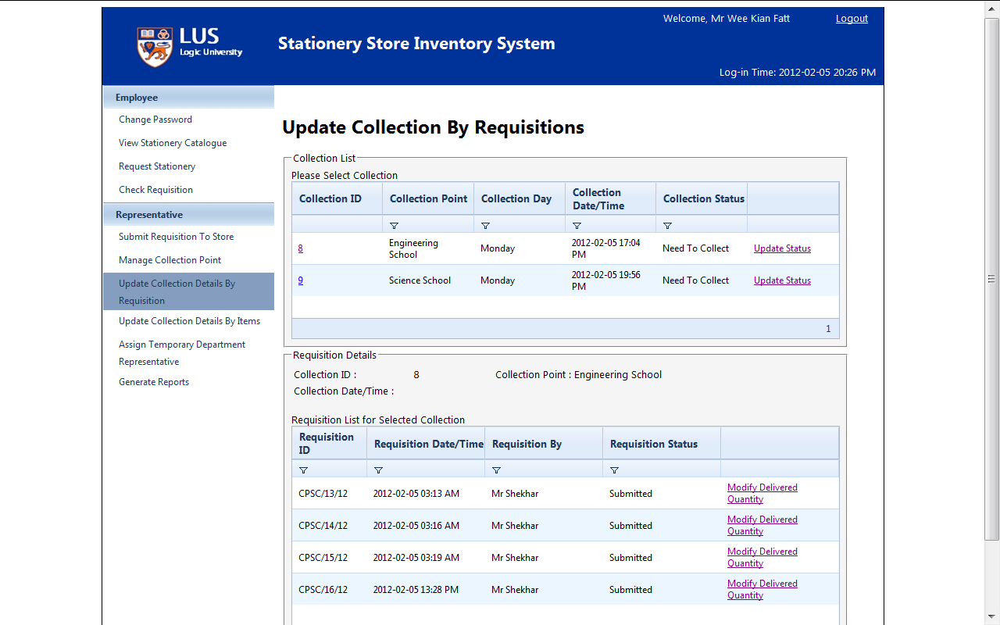 Welcome, Mr Wee Kian Fatt
Logout
LUS
Logic University
Stationery Store Inventory System
Log-in Time: 2012-02-05 20:26 PM
Employee
Change Password
View Stationery Catalogue
Request Stationery
Check Requisition
Representative
Submit Requisition To Store
Manage Collection Point
Update Collection Details By
Requisition
Update Collection Details By Items
Assign Temporary Department
Representative
Generate Reports
Update Collection By Requisitions
Collection List
Please Select Collection
Collection ID Collection Point Collection Day Collection Date/Time Collection Status
8 Engineering School Monday 2012-02-05 17:04 PM Need To Collect Update Status
9 Science School Monday 2012-02-05 19:56 PM Need To Collect Update Status
1
Requisition Details
Collection ID : 8 Collection Point : Engineering School
Collection Date/Time :
Requisition List for Selected Collection
Requisition ID Requisition Date/Time Requisition By Requisition Status
CPSC/13/12 2012-02-05 03:13 AM Mr Shekhar Submitted Modify Delivered Quantity
CPSC/14/12 2012-02-05 03:16 AM Mr Shekhar Submitted Modify Delivered Quantity
CPSC/15/12 2012-02-05 03:19 AM Mr Shekhar Submitted Modify Delivered Quantity
CPSC/16/12 2012-02-05 13:28 PM Mr Shekhar Submitted Modify Delivered Quantity